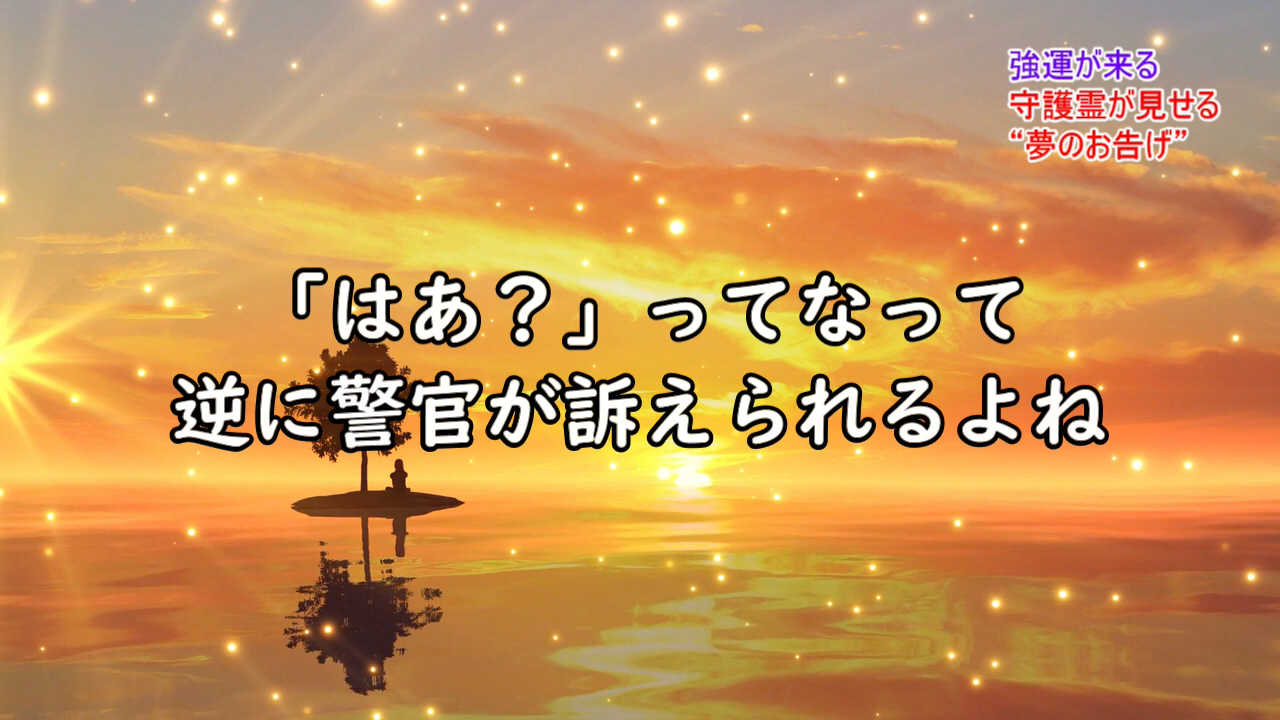 強運が来る
守護霊が見せる
“夢のお告げ”
「はあ？」ってなって
逆に警官が訴えられるよね